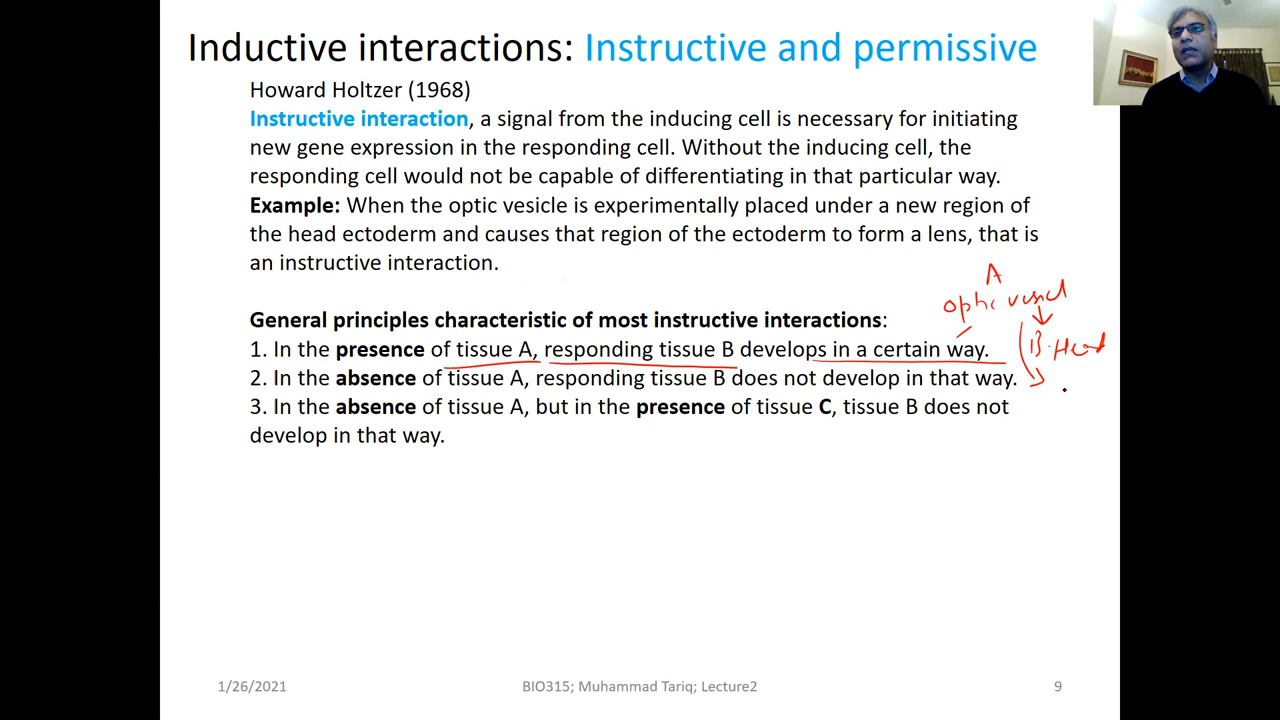 Inductive interactions: Instructive and permissive
Howard Holtzer (1968)
Instructive interaction, a signal from the inducing cell is necessary for initiating
new gene expression in the responding cell. Without the inducing cell, the
responding cell would not be capable of differentiating in that particular way.
Example: When the optic vesicle is experimentally placed under a new region of
the head ectoderm and causes that region of the ectoderm to form a lens, that is
an instructive interaction.
A
optic
General principles characteristic of most instructive interactions:
1. In the presence of tissue A, responding tissue B develops in a certain way.
B. Head
2. In the absence of tissue A, responding tissue B does not develop in that way.
3. In the absence of tissue A, but in the presence of tissue C, tissue B does not
develop in that way.
1/26/2021
BIO315; Muhammad Tariq; Lecture2
9